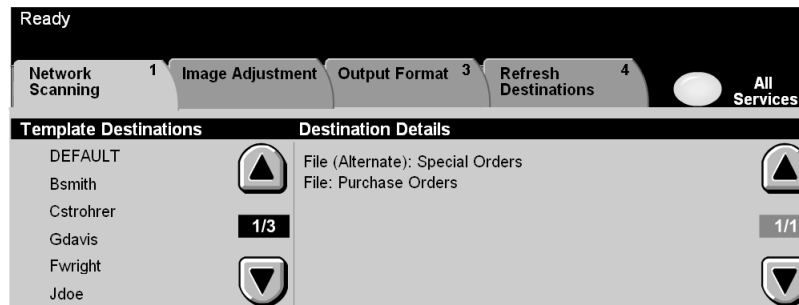 Ready
Network Scanning 1
Image Adjustment
Output Format 3
Refresh Destinations 4
All Services
Template Destinations
Destination Details
DEFAULT
Bsmith
Cstrohrer
Gdavis
Fwright
Jdoe
1/3
File (Alternate): Special Orders
File: Purchase Orders
1/1